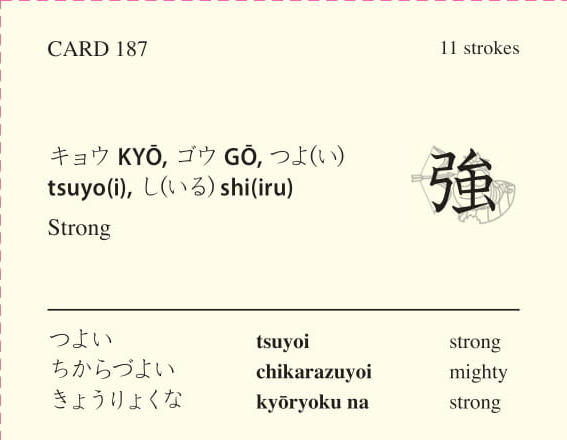 CARD 187
11 strokes
キョウ KYŌ, ゴウ GŌ, つよ(い)
tsuyo(i), し(いる) shi(iru)
Strong
強
つよい tsuyoi strong
ちからづよい chikarazuyoi mighty
きょうりょくな kyōryoku na strong